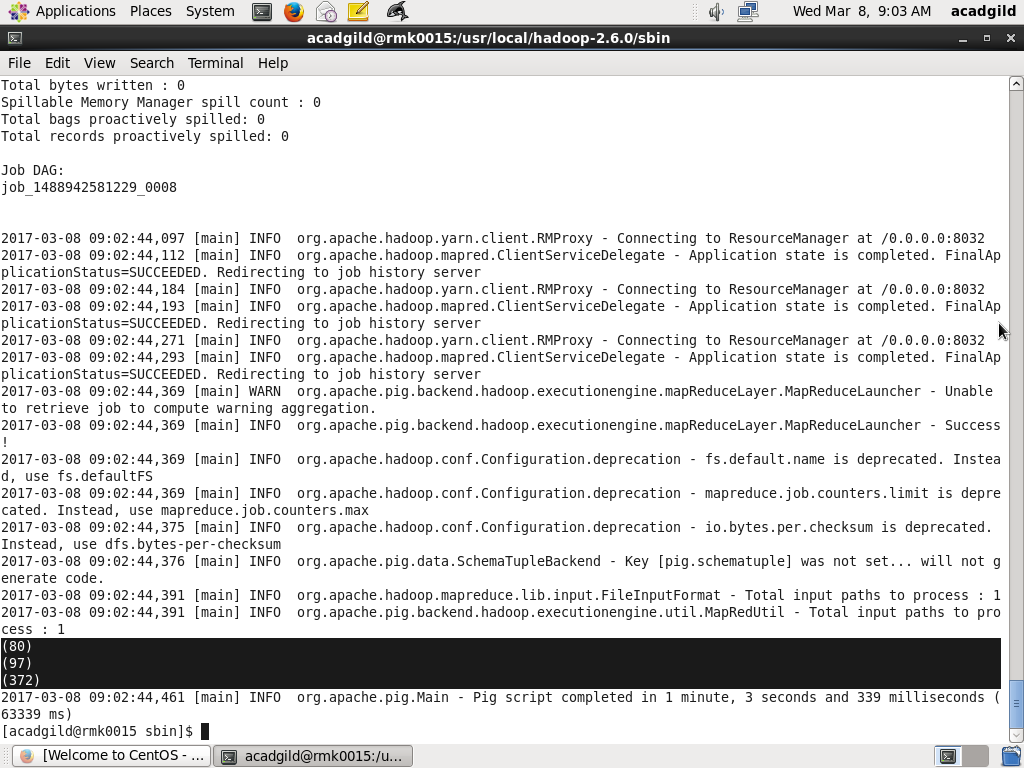 Applications Places System Wed Mar 8, 9:03 AM acadgild
acadgild@rmk0015:/usr/local/hadoop-2.6.0/sbin
File Edit View Search Terminal Help
Total bytes written : 0
Spillable Memory Manager spill count : 0
Total bags proactively spilled: 0
Total records proactively spilled: 0
Job DAG:
job_1488942581229_0008
2017-03-08 09:02:44,097 [main] INFO  org.apache.hadoop.yarn.client.RMProxy - Connecting to ResourceManager at /0.0.0.0:8032
2017-03-08 09:02:44,112 [main] INFO  org.apache.hadoop.mapred.ClientServiceDelegate - Application state is completed. FinalAp
plicationStatus=SUCCEEDED. Redirecting to job history server
2017-03-08 09:02:44,184 [main] INFO  org.apache.hadoop.yarn.client.RMProxy - Connecting to ResourceManager at /0.0.0.0:8032
2017-03-08 09:02:44,193 [main] INFO  org.apache.hadoop.mapred.ClientServiceDelegate - Application state is completed. FinalAp
plicationStatus=SUCCEEDED. Redirecting to job history server
2017-03-08 09:02:44,271 [main] INFO  org.apache.hadoop.yarn.client.RMProxy - Connecting to ResourceManager at /0.0.0.0:8032
2017-03-08 09:02:44,293 [main] INFO  org.apache.hadoop.mapred.ClientServiceDelegate - Application state is completed. FinalAp
plicationStatus=SUCCEEDED. Redirecting to job history server
2017-03-08 09:02:44,369 [main] WARN  org.apache.pig.backend.hadoop.executionengine.mapReduceLayer.MapReduceLauncher - Unable
to retrieve job to compute warning aggregation.
2017-03-08 09:02:44,369 [main] INFO  org.apache.pig.backend.hadoop.executionengine.mapReduceLayer.MapReduceLauncher - Success
!
2017-03-08 09:02:44,369 [main] INFO  org.apache.hadoop.conf.Configuration.deprecation - fs.default.name is deprecated. Instea
d, use fs.defaultFS
2017-03-08 09:02:44,369 [main] INFO  org.apache.hadoop.conf.Configuration.deprecation - mapreduce.job.counters.limit is depre
cated. Instead, use mapreduce.job.counters.max
2017-03-08 09:02:44,375 [main] INFO  org.apache.hadoop.conf.Configuration.deprecation - io.bytes.per.checksum is deprecated.
Instead, use dfs.bytes-per-checksum
2017-03-08 09:02:44,376 [main] INFO  org.apache.pig.data.SchemaTupleBackend - Key [pig.schematuple] was not set... will not g
enerate code.
2017-03-08 09:02:44,391 [main] INFO  org.apache.hadoop.mapreduce.lib.input.FileInputFormat - Total input paths to process : 1
2017-03-08 09:02:44,391 [main] INFO  org.apache.pig.backend.hadoop.executionengine.util.MapRedUtil - Total input paths to pro
cess : 1
(80)
(97)
(372)
2017-03-08 09:02:44,461 [main] INFO  org.apache.pig.Main - Pig script completed in 1 minute, 3 seconds and 339 milliseconds (
63339 ms)
[acadgild@rmk0015 sbin]$
[Welcome to CentOS - ... acadgild@rmk0015:/u...